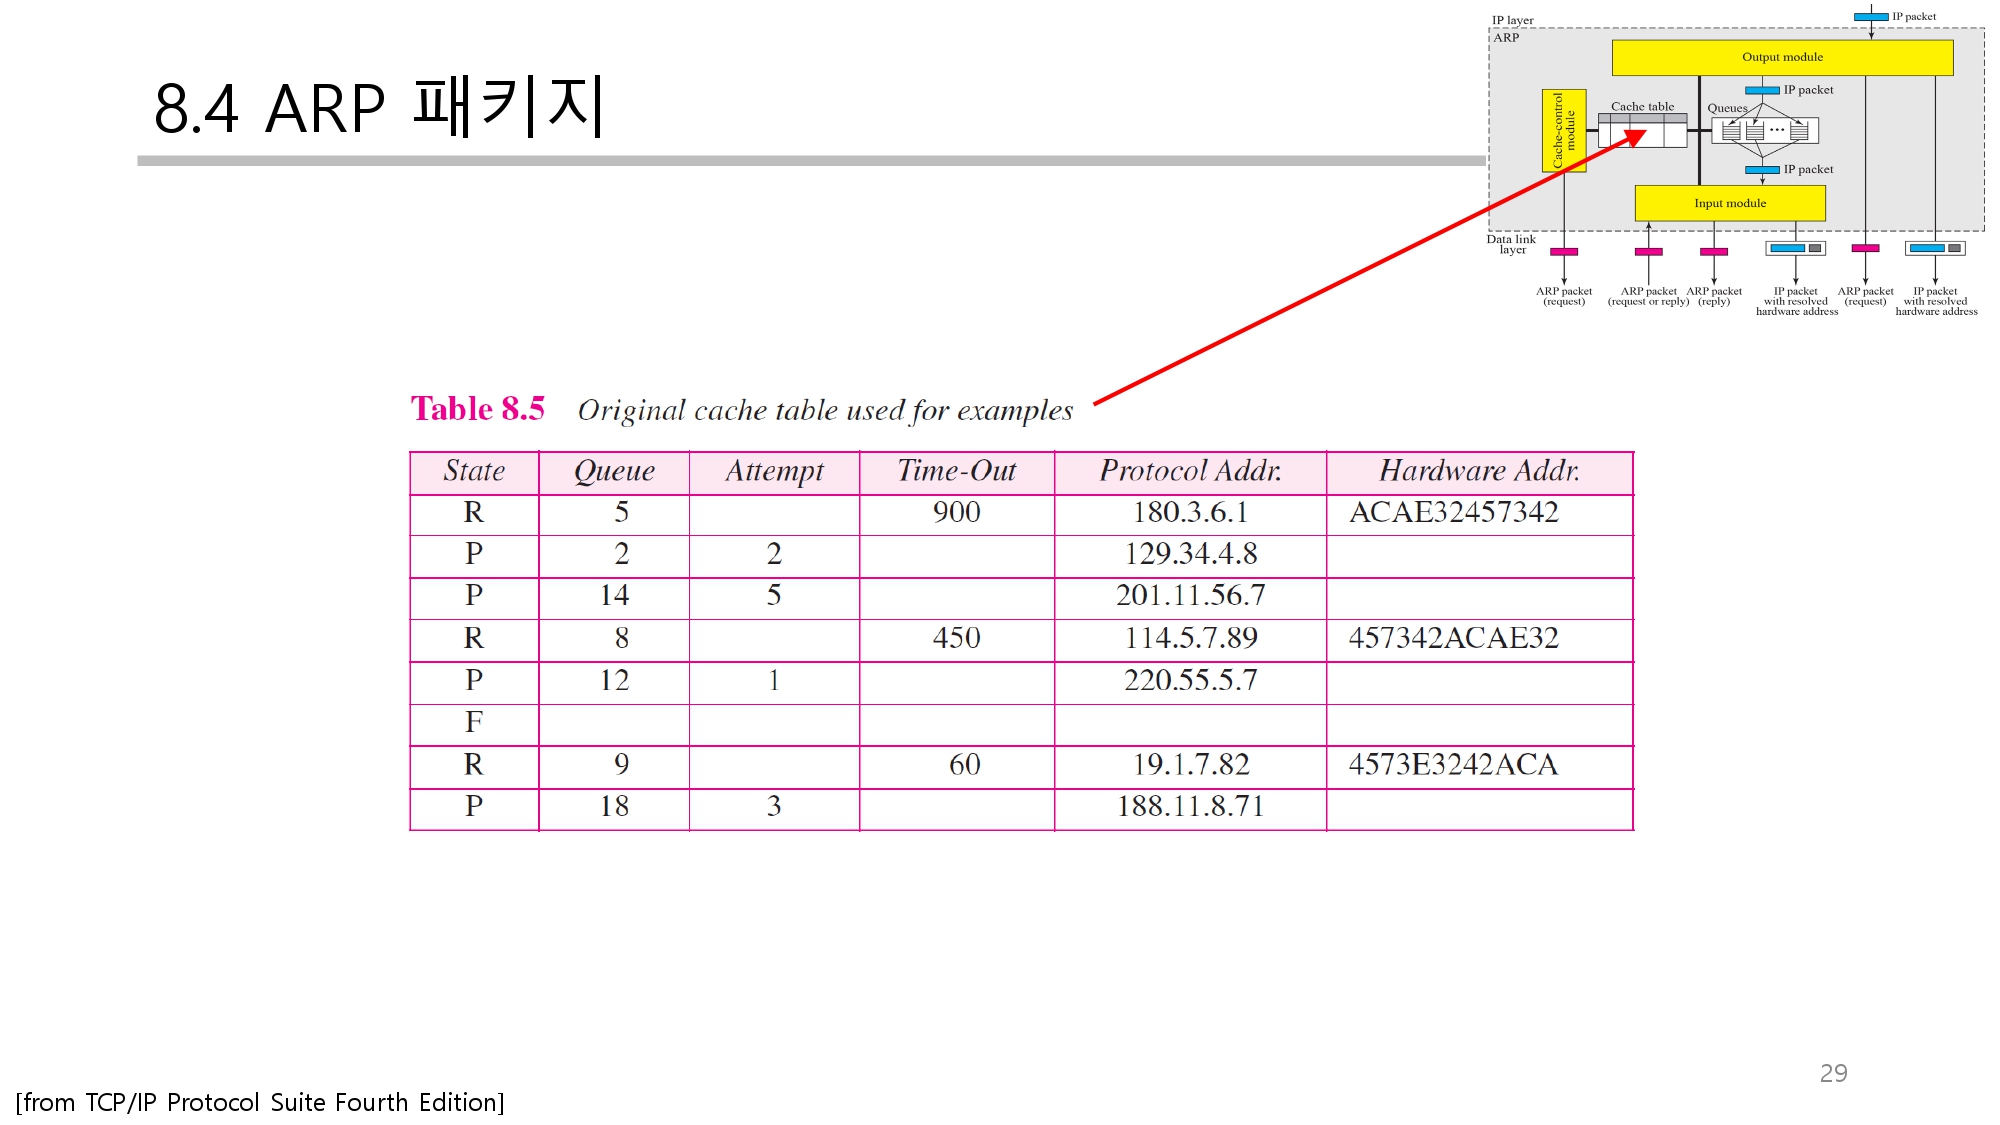 8.4 ARP 패키지
IP layer
IP packet
ARP
Output module
IP packet
Cache-control
module
Cache table
Queues
IP packet
Input module
Data link
layer
ARP packet
(request)
ARP packet
(request or reply)
ARP packet
(reply)
IP packet
with resolved
hardware address
ARP packet
(request)
IP packet
with resolved
hardware address
Table 8.5 Original cache table used for examples
State Queue Attempt Time-Out Protocol Addr. Hardware Addr.
R 5 900 180.3.6.1 ACAE32457342
P 2 2 129.34.4.8
P 14 5 201.11.56.7
R 8 450 114.5.7.89 457342ACAE32
P 12 1 220.55.5.7
F
R 9 60 19.1.7.82 4573E3242ACA
P 18 3 188.11.8.71
29
[from TCP/IP Protocol Suite Fourth Edition]